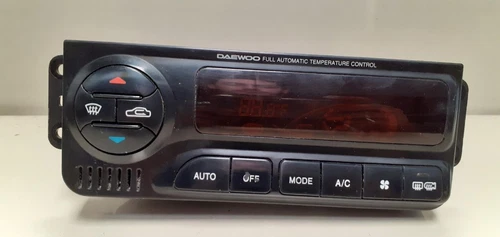 DAEWOO FULL AUTOMATIC TEMPERATURE CONTROL
AUTO OFF MODE A/C